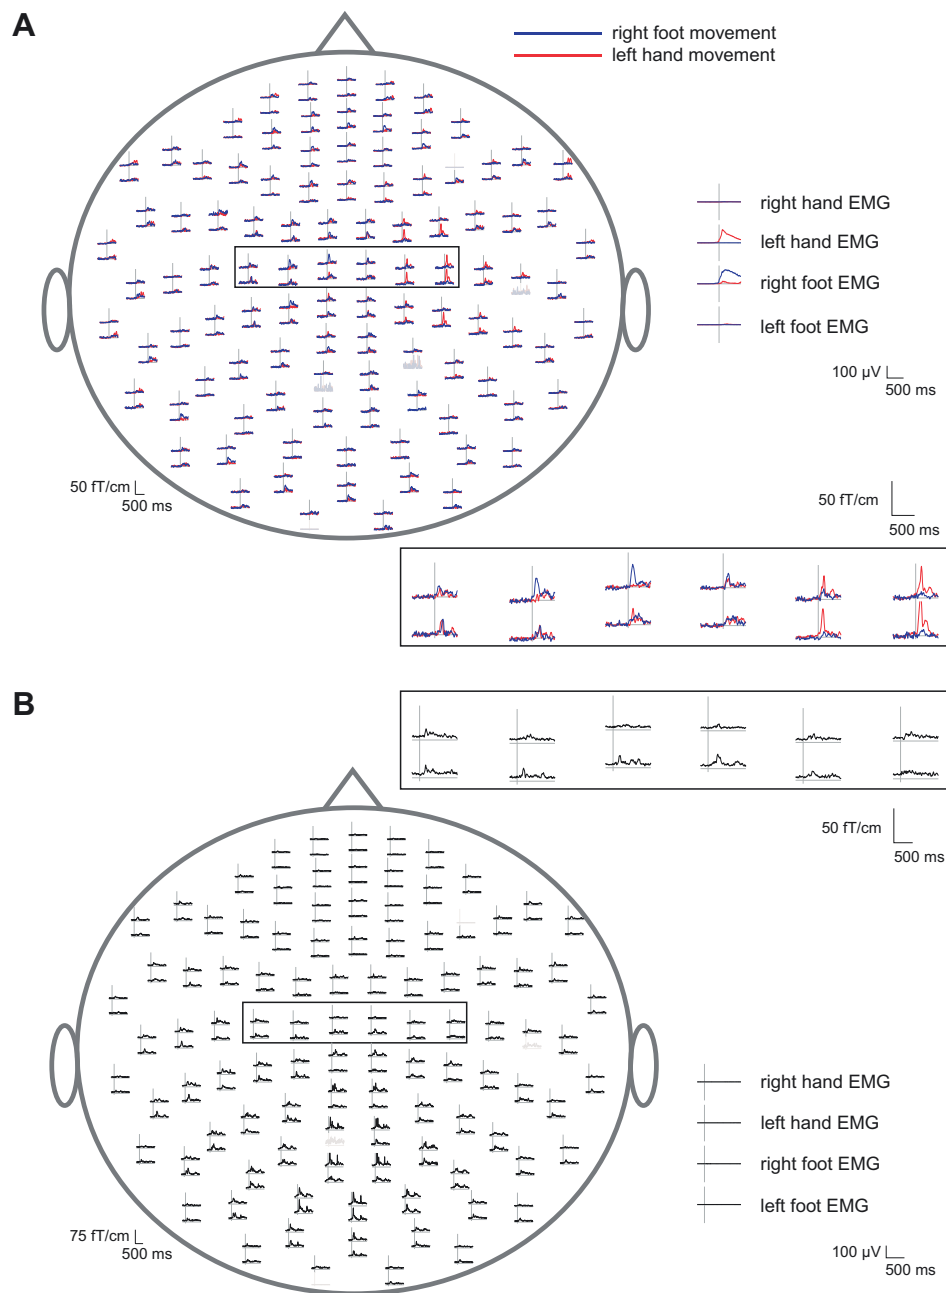 A
right foot movement
left hand movement
right hand EMG
left hand EMG
right foot EMG
left foot EMG
100 µV
500 ms
50 fT/cm
500 ms
50 fT/cm
500 ms
B
50 fT/cm
500 ms
right hand EMG
left hand EMG
right foot EMG
left foot EMG
75 fT/cm
500 ms
100 µV
500 ms